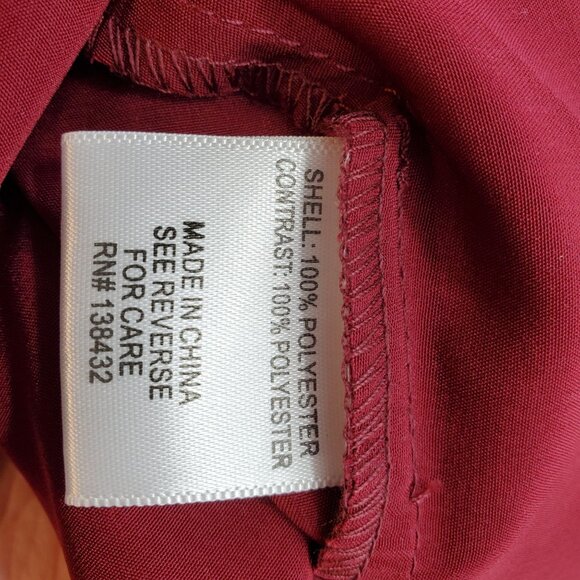 SHELL: 100% POLYESTER
CONTRAST: 100% POLYESTER
MADE IN CHINA
SEE REVERSE
FOR CARE
RN# 138432